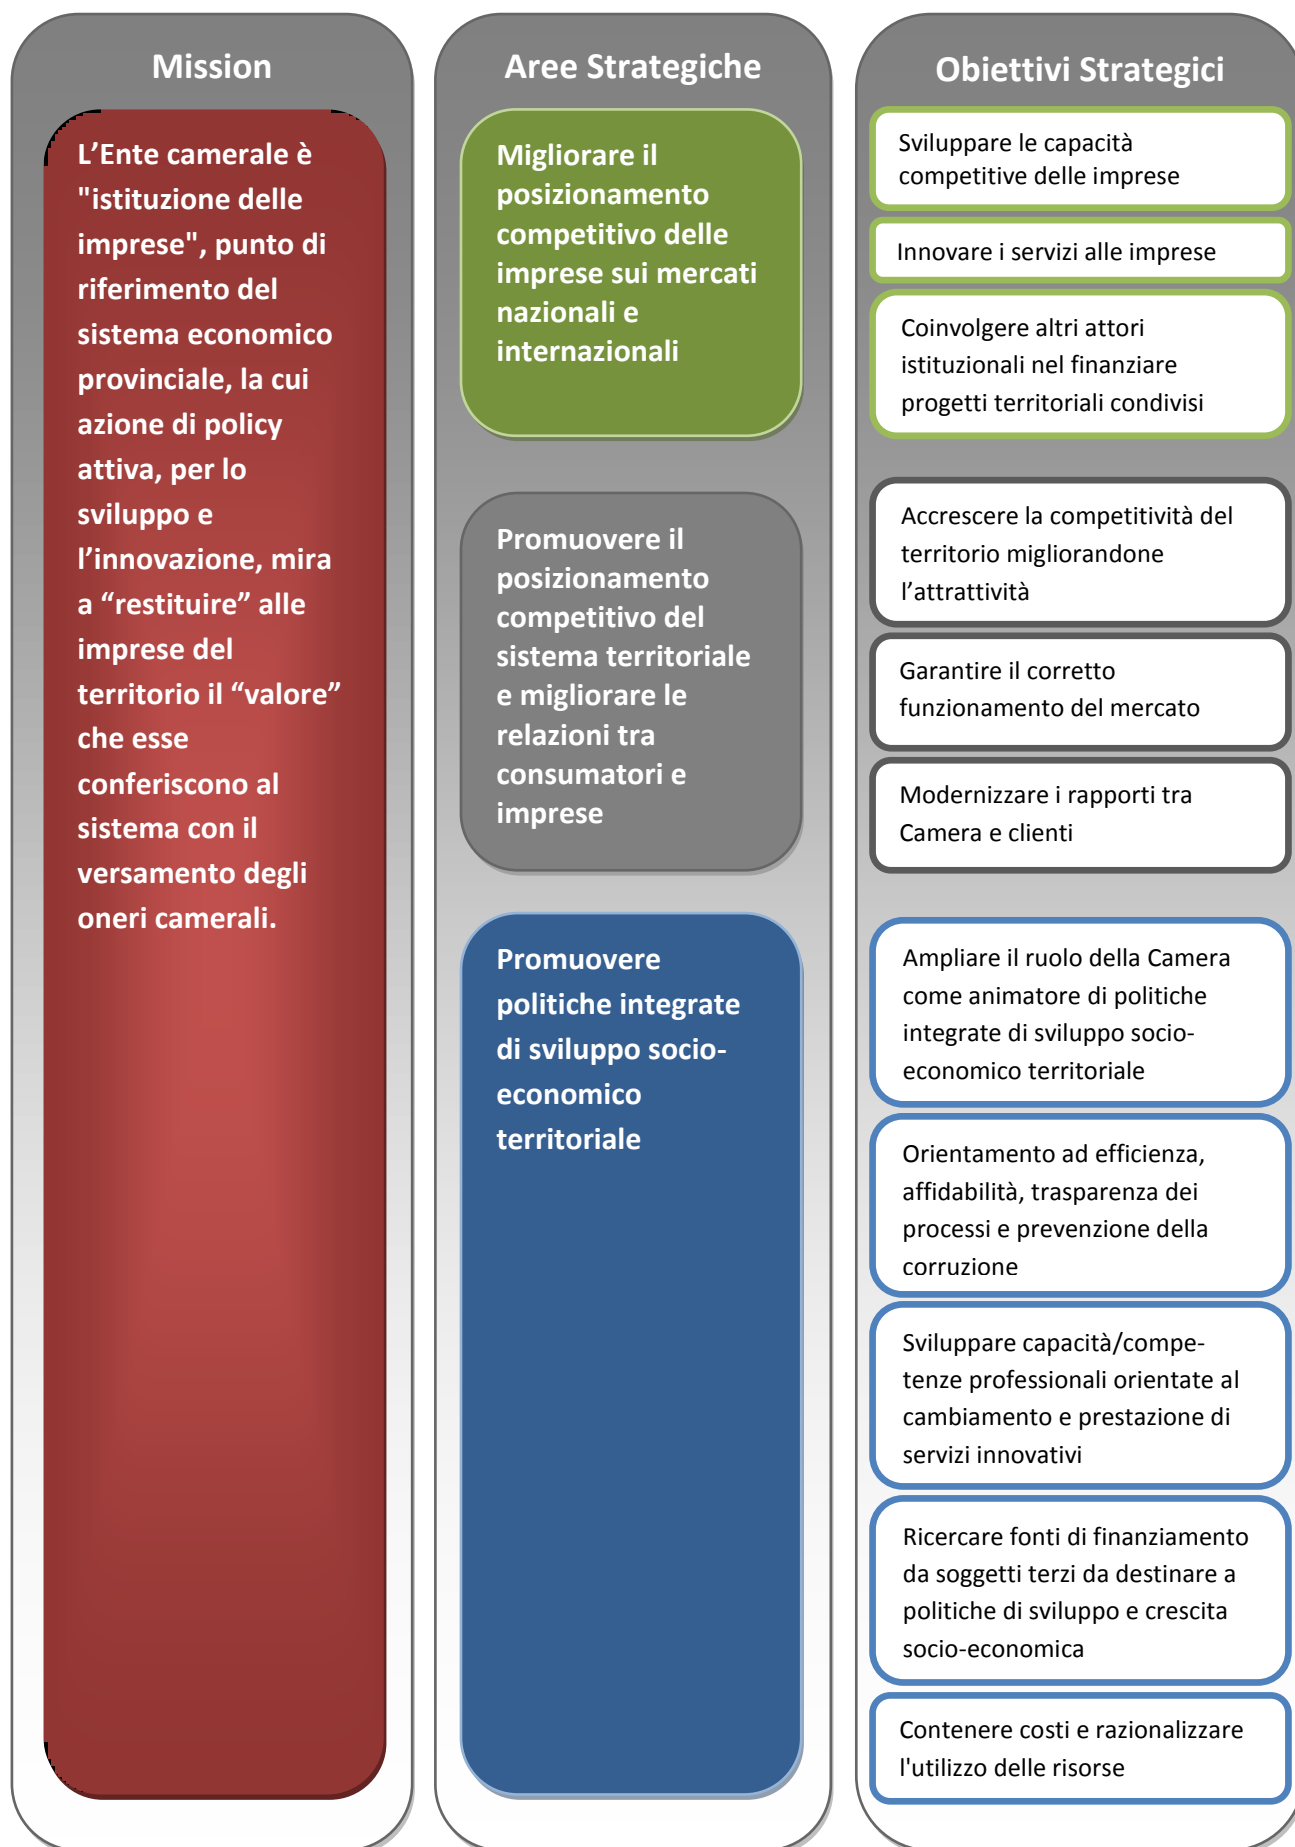 Mission
L’Ente camerale è
"istituzione delle
imprese", punto di
riferimento del
sistema economico
provinciale, la cui
azione di policy
attiva, per lo
sviluppo e
l’innovazione, mira
a “restituire” alle
imprese del
territorio il “valore”
che esse
conferiscono al
sistema con il
versamento degli
oneri camerali.
Aree Strategiche
Migliorare il
posizionamento
competitivo delle
imprese sui mercati
nazionali e
internazionali
Promuovere il
posizionamento
competitivo del
sistema territoriale
e migliorare le
relazioni tra
consumatori e
imprese
Promuovere
politiche integrate
di sviluppo socio-
economico
territoriale
Obiettivi Strategici
Sviluppare le capacità
competitive delle imprese
Innovare i servizi alle imprese
Coinvolgere altri attori
istituzionali nel finanziare
progetti territoriali condivisi
Accrescere la competitività del
territorio migliorandone
l’attrattività
Garantire il corretto
funzionamento del mercato
Modernizzare i rapporti tra
Camera e clienti
Ampliare il ruolo della Camera
come animatore di politiche
integrate di sviluppo socio-
economico territoriale
Orientamento ad efficienza,
affidabilità, trasparenza dei
processi e prevenzione della
corruzione
Sviluppare capacità/compe-
tenze professionali orientate al
cambiamento e prestazione di
servizi innovativi
Ricercare fonti di finanziamento
da soggetti terzi da destinare a
politiche di sviluppo e crescita
socio-economica
Contenere costi e razionalizzare
l'utilizzo delle risorse